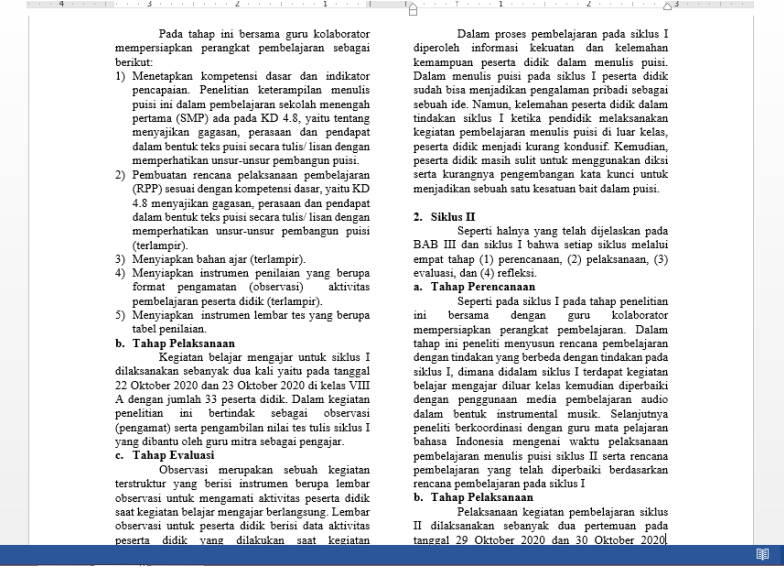 4 3 2 1 1 2 3
Pada tahap ini bersama guru kolaborator
mempersiapkan perangkat pembelajaran sebagai
berikut:
1) Menetapkan kompetensi dasar dan indikator
pencapaian. Penelitian keterampilan menulis
puisi ini dalam pembelajaran sekolah menengah
pertama (SMP) ada pada KD 4.8, yaitu tentang
menyajikan gagasan, perasaan dan pendapat
dalam bentuk teks puisi secara tulis/ lisan dengan
memperhatikan unsur-unsur pembangun puisi.
2) Pembuatan rencana pelaksanaan pembelajaran
(RPP) sesuai dengan kompetensi dasar, yaitu KD
4.8 menyajikan gagasan, perasaan dan pendapat
dalam bentuk teks puisi secara tulis/ lisan dengan
memperhatikan unsur-unsur pembangun puisi
(terlampir).
3) Menyiapkan bahan ajar (terlampir).
4) Menyiapkan instrumen penilaian yang berupa
format pengamatan (observasi) aktivitas
pembelajaran peserta didik (terlampir).
5) Menyiapkan instrumen lembar tes yang berupa
tabel penilaian.
b. Tahap Pelaksanaan
Kegiatan belajar mengajar untuk siklus I
dilaksanakan sebanyak dua kali yaitu pada tanggal
22 Oktober 2020 dan 23 Oktober 2020 di kelas VIII
A dengan jumlah 33 peserta didik. Dalam kegiatan
penelitian ini bertindak sebagai observasi
(pengamat) serta pengambilan nilai tes tulis siklus I
yang dibantu oleh guru mitra sebagai pengajar.
c. Tahap Evaluasi
Observasi merupakan sebuah kegiatan
terstruktur yang berisi instrumen berupa lembar
observasi untuk mengamati aktivitas peserta didik
saat kegiatan belajar mengajar berlangsung. Lembar
observasi untuk peserta didik berisi data aktivitas
peserta didik yang dilakukan saat kegiatan
Dalam proses pembelajaran pada siklus I
diperoleh informasi kekuatan dan kelemahan
kemampuan peserta didik dalam menulis puisi.
Dalam menulis puisi pada siklus I peserta didik
sudah bisa menjadikan pengalaman pribadi sebagai
sebuah ide. Namun, kelemahan peserta didik dalam
tindakan siklus I ketika pendidik melaksanakan
kegiatan pembelajaran menulis puisi di luar kelas,
peserta didik menjadi kurang kondusif. Kemudian,
peserta didik masih sulit untuk menggunakan diksi
serta kurangnya pengembangan kata kunci untuk
menjadikan sebuah satu kesatuan bait dalam puisi.
2. Siklus II
Seperti halnya yang telah dijelaskan pada
BAB III dan siklus I bahwa setiap siklus melalui
empat tahap (1) perencanaan, (2) pelaksanaan, (3)
evaluasi, dan (4) refleksi.
a. Tahap Perencanaan
Seperti pada siklus I pada tahap penelitian
ini bersama dengan guru kolaborator
mempersiapkan perangkat pembelajaran. Dalam
tahap ini peneliti menyusun rencana pembelajaran
dengan tindakan yang berbeda dengan tindakan pada
siklus I, dimana didalam siklus I terdapat kegiatan
belajar mengajar diluar kelas kemudian diperbaiki
dengan penggunaan media pembelajaran audio
dalam bentuk instrumental musik. Selanjutnya
peneliti berkoordinasi dengan guru mata pelajaran
bahasa Indonesia mengenai waktu pelaksanaan
pembelajaran menulis puisi siklus II serta rencana
pembelajaran yang telah diperbaiki berdasarkan
rencana pembelajaran pada siklus I
b. Tahap Pelaksanaan
Pelaksanaan kegiatan pembelajaran siklus
II dilaksanakan sebanyak dua pertemuan pada
tanggal 29 Oktober 2020 dan 30 Oktober 2020,